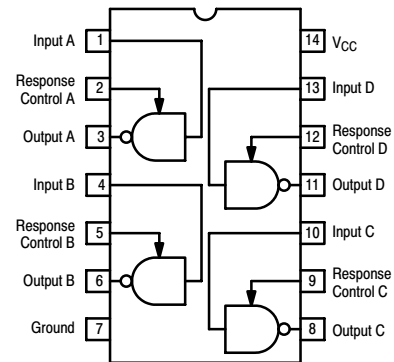 Input A 1
Response
Control A 2
Output A 3
Input B 4
Response
Control B 5
Output B 6
Ground 7
14 VCC
13 Input D
12 Response
Control D
11 Output D
10 Input C
9 Response
Control C
8 Output C